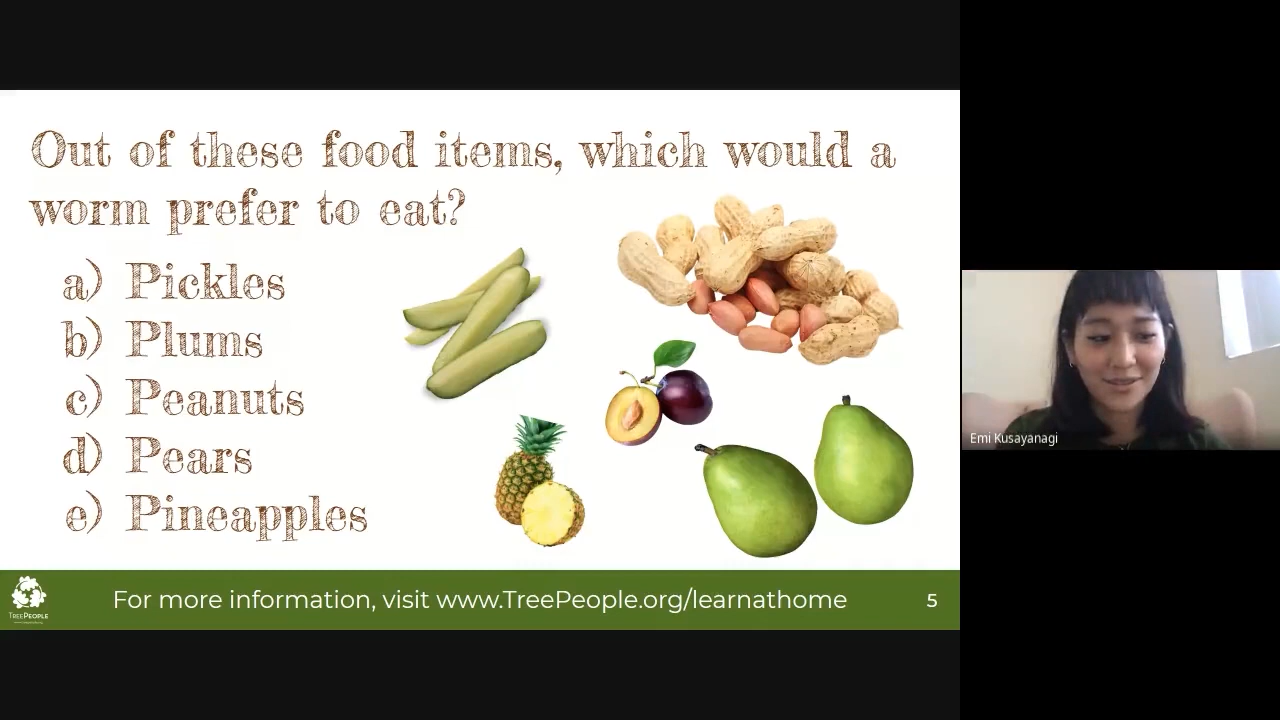 Out of these food items, which would a
worm prefer to eat?
a) Pickles
b) Plums
c) Peanuts
d) Pears
e) Pineapples
Emi Kusayanagi
TREEPEOPLE
For more information, visit www.TreePeople.org/learnathome
5